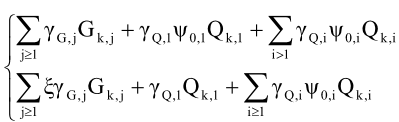 ∑_{j≥1} γ_{G,j} G_{k,j} + γ_{Q,1} ψ_{0,1} Q_{k,1} + ∑_{i>1} γ_{Q,i} ψ_{0,i} Q_{k,i}
∑_{j≥1} ξγ_{G,j} G_{k,j} + γ_{Q,1} Q_{k,1} + ∑_{i≥1} γ_{Q,i} ψ_{0,i} Q_{k,i}